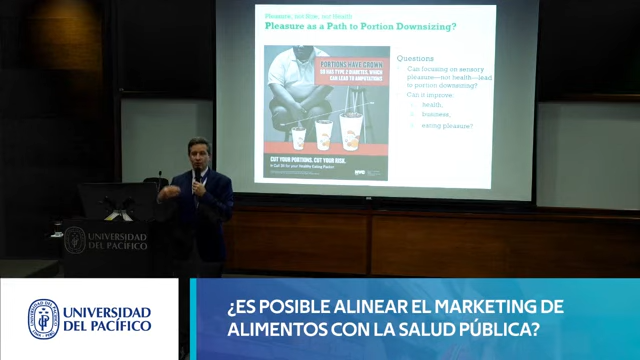 Pleasure, not Size, not Health
Pleasure as a Path to Portion Downsizing?
PORTIONS HAVE GROWN
SO HAS TYPE 2 DIABETES, WHICH
CAN LEAD TO AMPUTATIONS
CUT YOUR PORTIONS. CUT YOUR RISK.
Questions
Can focusing on sensory
pleasure—not health—lead
to portion downsizing?
Can it improve:
health,
business,
eating pleasure?
UNIVERSIDAD
DEL PACÍFICO
UNIVERSIDAD
DEL PACÍFICO
¿ES POSIBLE ALINEAR EL MARKETING DE
ALIMENTOS CON LA SALUD PÚBLICA?